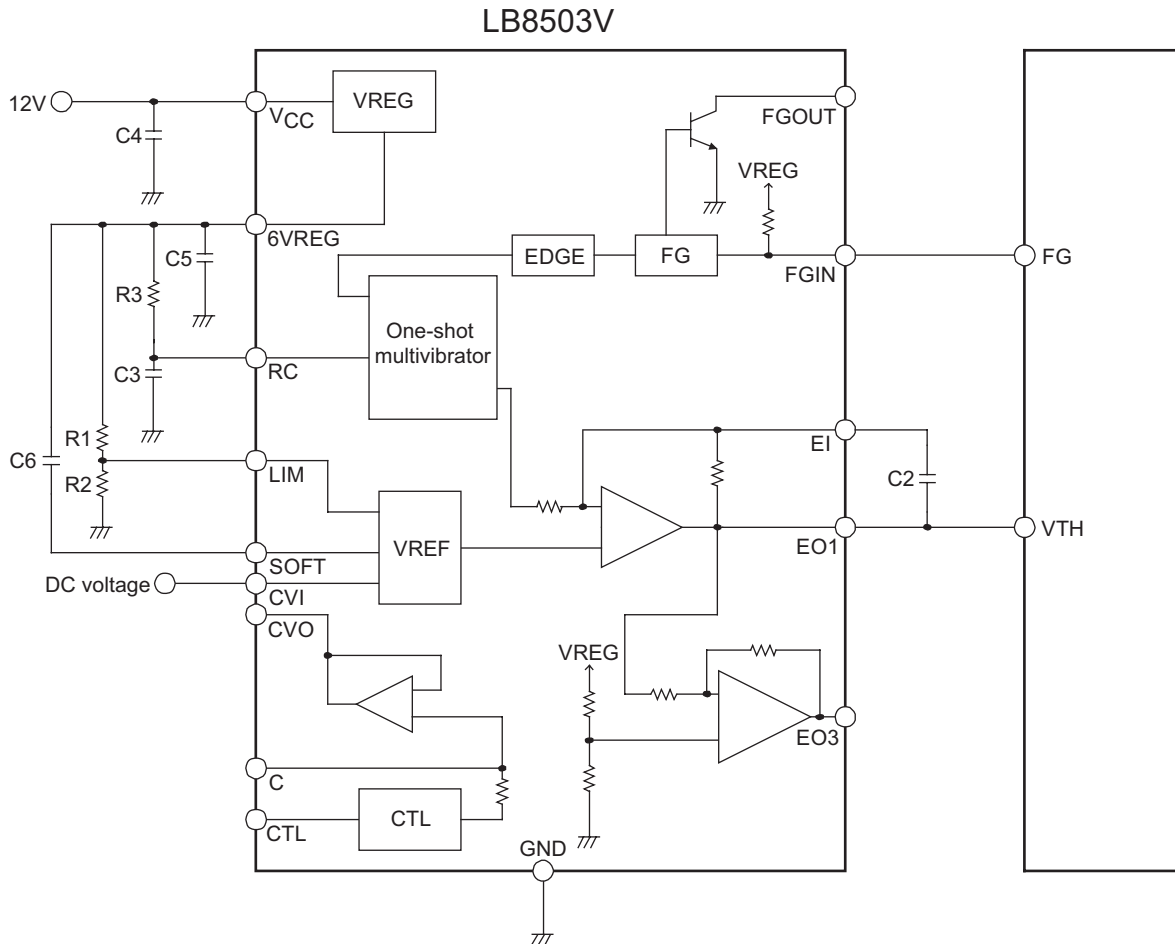 LB8503V
12V
VCC
VREG
C4
FGOUT
VREG
6VREG
C5
R3
EDGE
FG
FGIN
FG
One-shot
multivibrator
RC
C3
R1
EI
C6
R2
LIM
C2
VREF
EO1
VTH
SOFT
DC voltage
CVI
CVO
VREG
EO3
C
CTL
CTL
GND